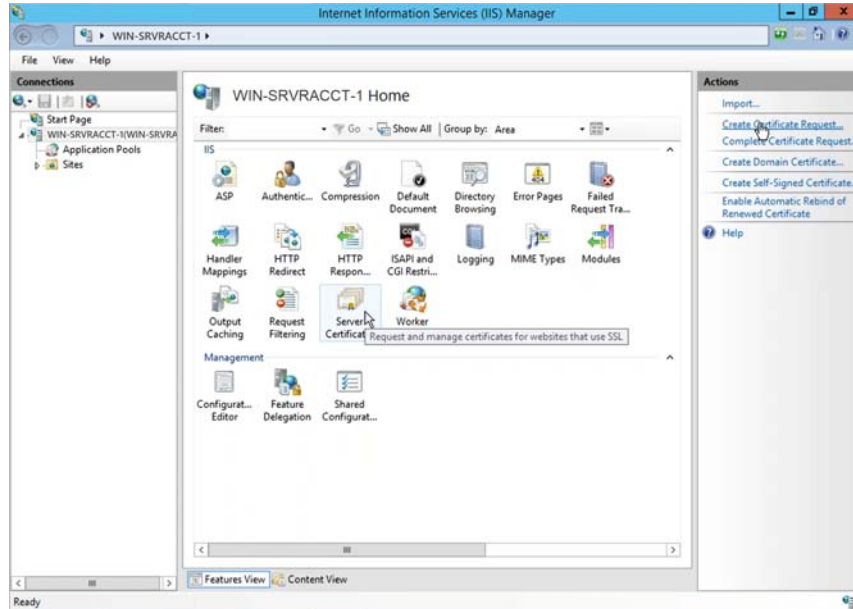 Internet Information Services (IIS) Manager
WIN-SRVRACCT-1
File View Help
Connections
Start Page
WIN-SRVRACCT-1(WIN-SRVRA
Application Pools
Sites
WIN-SRVRACCT-1 Home
Filter: Go Show All Group by: Area
IIS
ASP Authentic... Compression Default Document Directory Browsing Error Pages Failed Request Tra...
Handler Mappings HTTP Redirect HTTP Respon... ISAPI and CGI Restri... Logging MIME Types Modules
Output Caching Request Filtering Server Certificat Worker
Request and manage certificates for websites that use SSL
Management
Configurat... Editor Feature Delegation Shared Configurat...
Features View Content View
Actions
Import...
Create Certificate Request...
Complete Certificate Request.
Create Domain Certificate...
Create Self-Signed Certificate.
Enable Automatic Rebind of
Renewed Certificate
Help
Ready